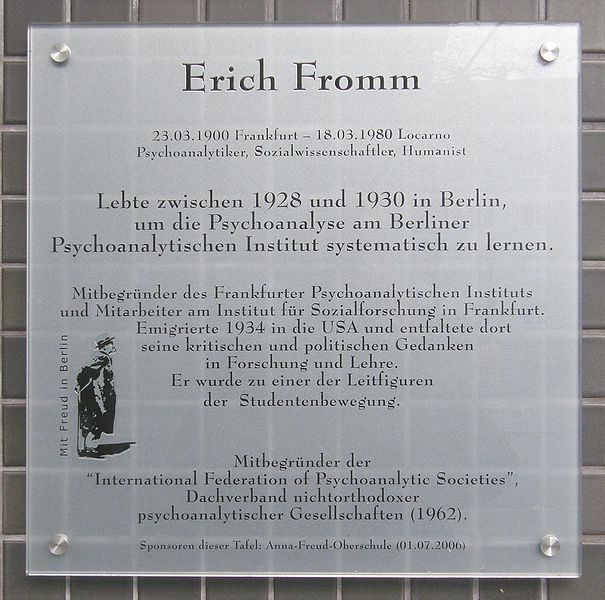 Erich Fromm
23.03.1900 Frankfurt – 18.03.1980 Locarno
Psychoanalytiker, Sozialwissenschaftler, Humanist
Lebte zwischen 1928 und 1930 in Berlin,
um die Psychoanalyse am Berliner
Psychoanalytischen Institut systematisch zu lernen.
Mitbegründer des Frankfurter Psychoanalytischen Instituts
und Mitarbeiter am Institut für Sozialforschung in Frankfurt.
Emigrierte 1934 in die USA und entfaltete dort
seine kritischen und politischen Gedanken
in Forschung und Lehre.
Er wurde zu einer der Leitfiguren
der Studentenbewegung.
Mit Freud in Berlin
Mitbegründer der
“International Federation of Psychoanalytic Societies”,
Dachverband nichtorthodoxer
psychoanalytischer Gesellschaften (1962).
Sponsoren dieser Tafel: Anna-Freud-Oberschule (01.07.2006)